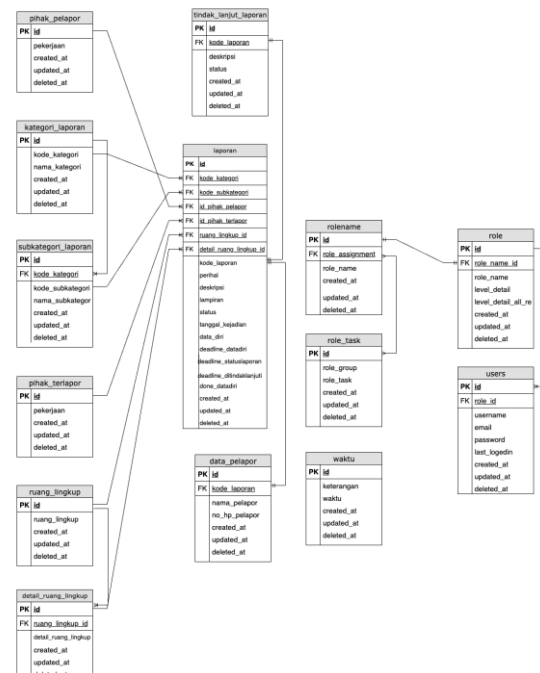 pihak_pelapor
PK id
pekerjaan
created_at
updated_at
deleted_at
tindak_lanjut_laporan
PK id
FK kode_laporan
deskripsi
status
created_at
updated_at
deleted_at
kategori_laporan
PK id
kode_kategori
nama_kategori
created_at
updated_at
deleted_at
laporan
PK id
FK kode_kategori
FK kode_subkategori
FK id_pihak_pelapor
FK id_pihak_terlapor
FK ruang_lingkup_id
FK detail_ruang_lingkup_id
kode_laporan
perihal
deskripsi
lampiran
status
tanggal_kejadian
data_diri
deadline_datadiri
deadline_statuslaporan
deadline_ditindaklanjuti
done_datadiri
created_at
updated_at
deleted_at
subkategori_laporan
PK id
FK kode_kategori
kode_subkategori
nama_subkategor
created_at
updated_at
deleted_at
rolename
PK id
FK role_assignment
role_name
created_at
updated_at
deleted_at
role
PK id
FK role_name_id
role_name
level_detail
level_detail_all_re
created_at
updated_at
deleted_at
role_task
PK id
role_group
role_task
created_at
updated_at
deleted_at
users
PK id
FK role_id
username
email
password
last_logedin
created_at
updated_at
deleted_at
pihak_terlapor
PK id
pekerjaan
created_at
updated_at
deleted_at
data_pelapor
PK id
FK kode_laporan
nama_pelapor
no_hp_pelapor
created_at
updated_at
deleted_at
waktu
PK id
keterangan
waktu
created_at
updated_at
deleted_at
ruang_lingkup
PK id
ruang_lingkup
created_at
updated_at
deleted_at
detail_ruang_lingkup
PK id
FK ruang_lingkup_id
detail_ruang_lingkup
created_at
updated_at